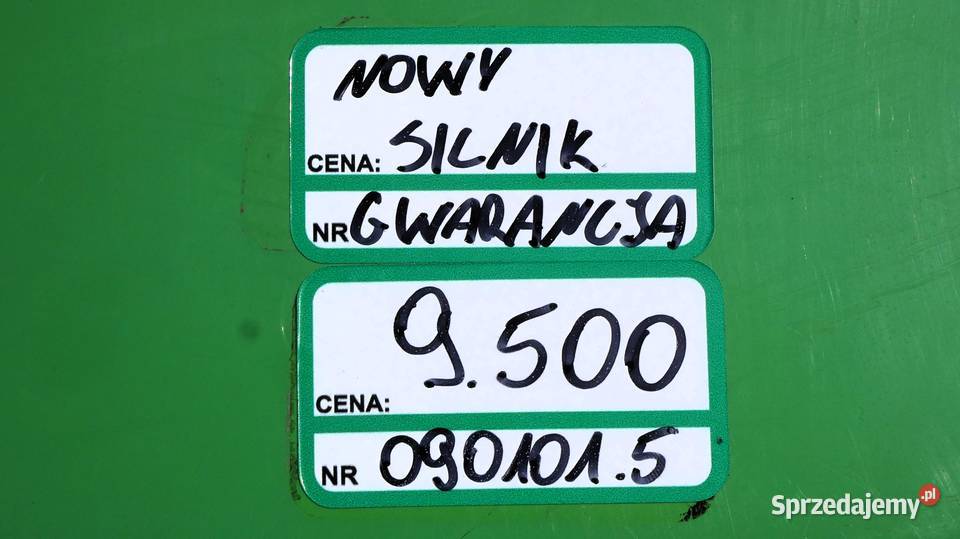 NOWY
CENA: SILNIK
NR GWARANCJA
9.500
CENA:
NR 090101.5
Sprzedajemy.pl